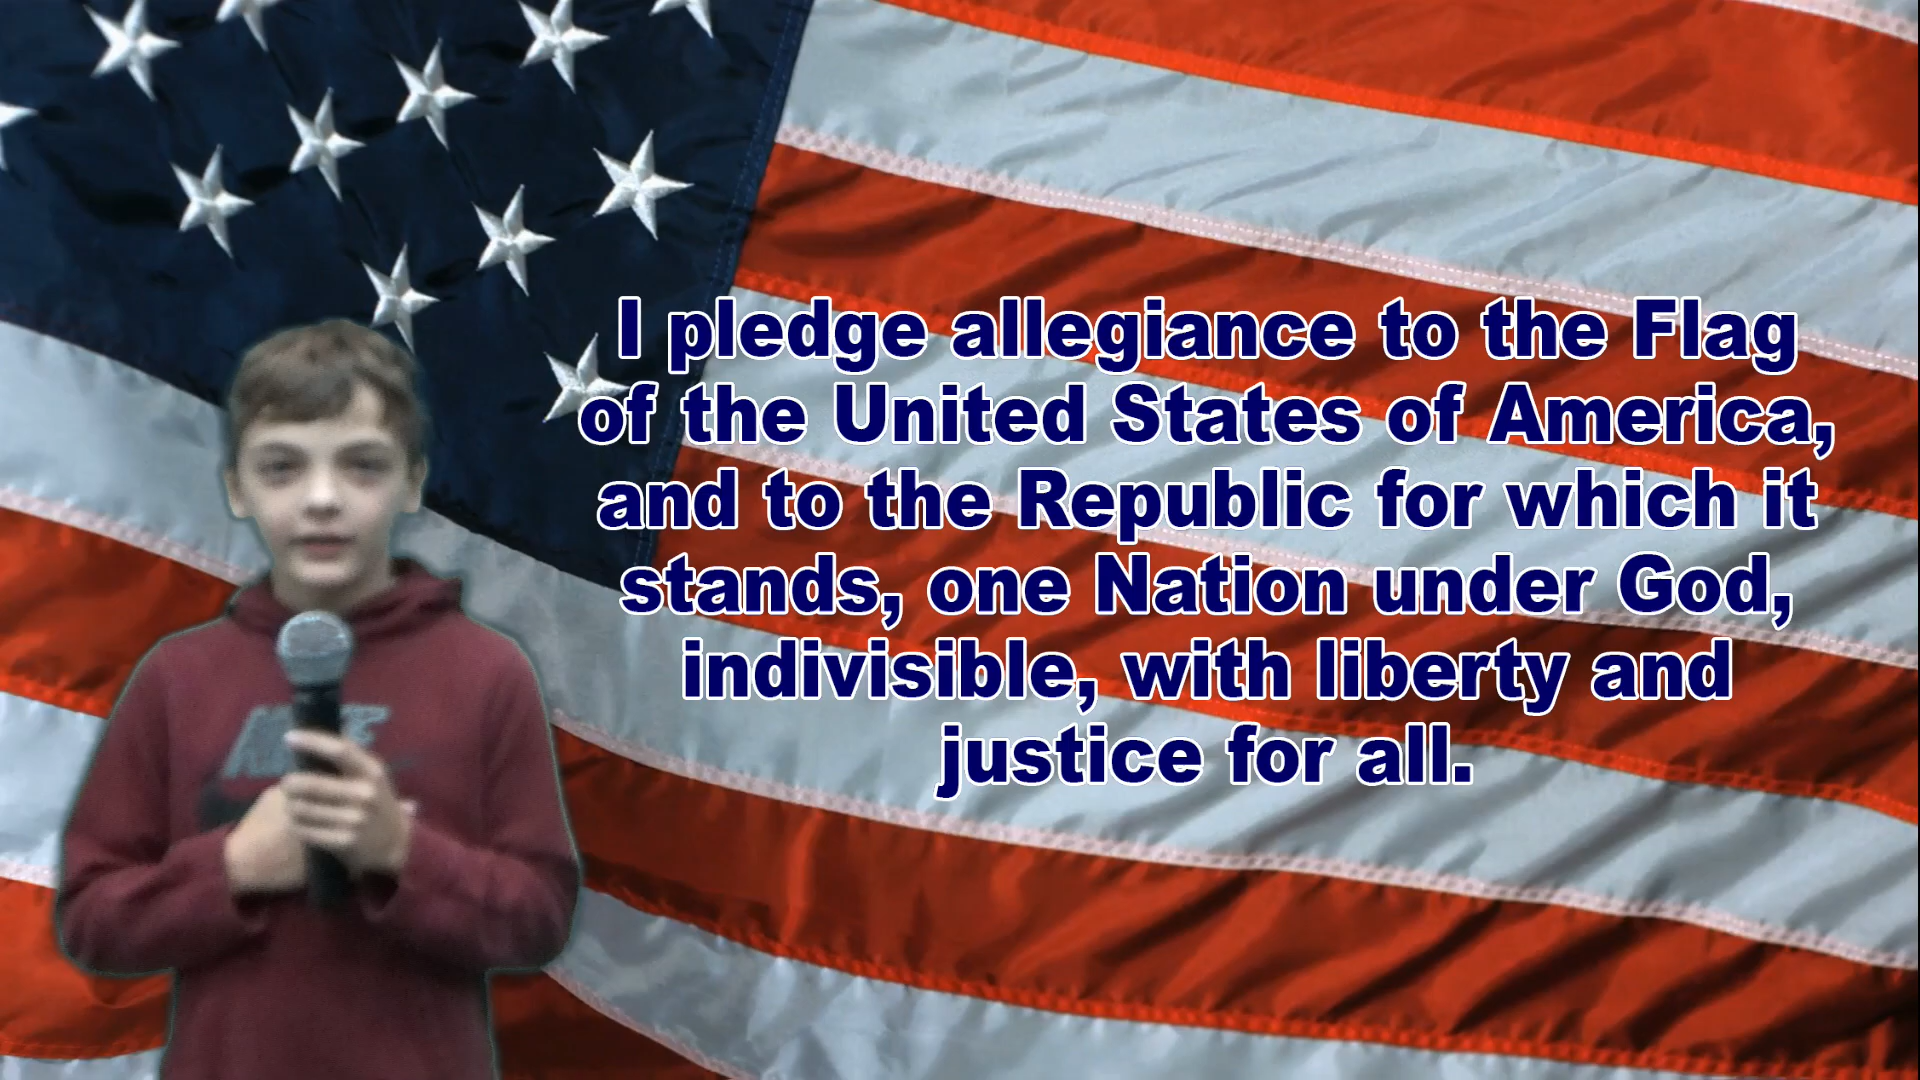 I pledge allegiance to the Flag
of the United States of America,
and to the Republic for which it
stands, one Nation under God,
indivisible, with liberty and
justice for all.